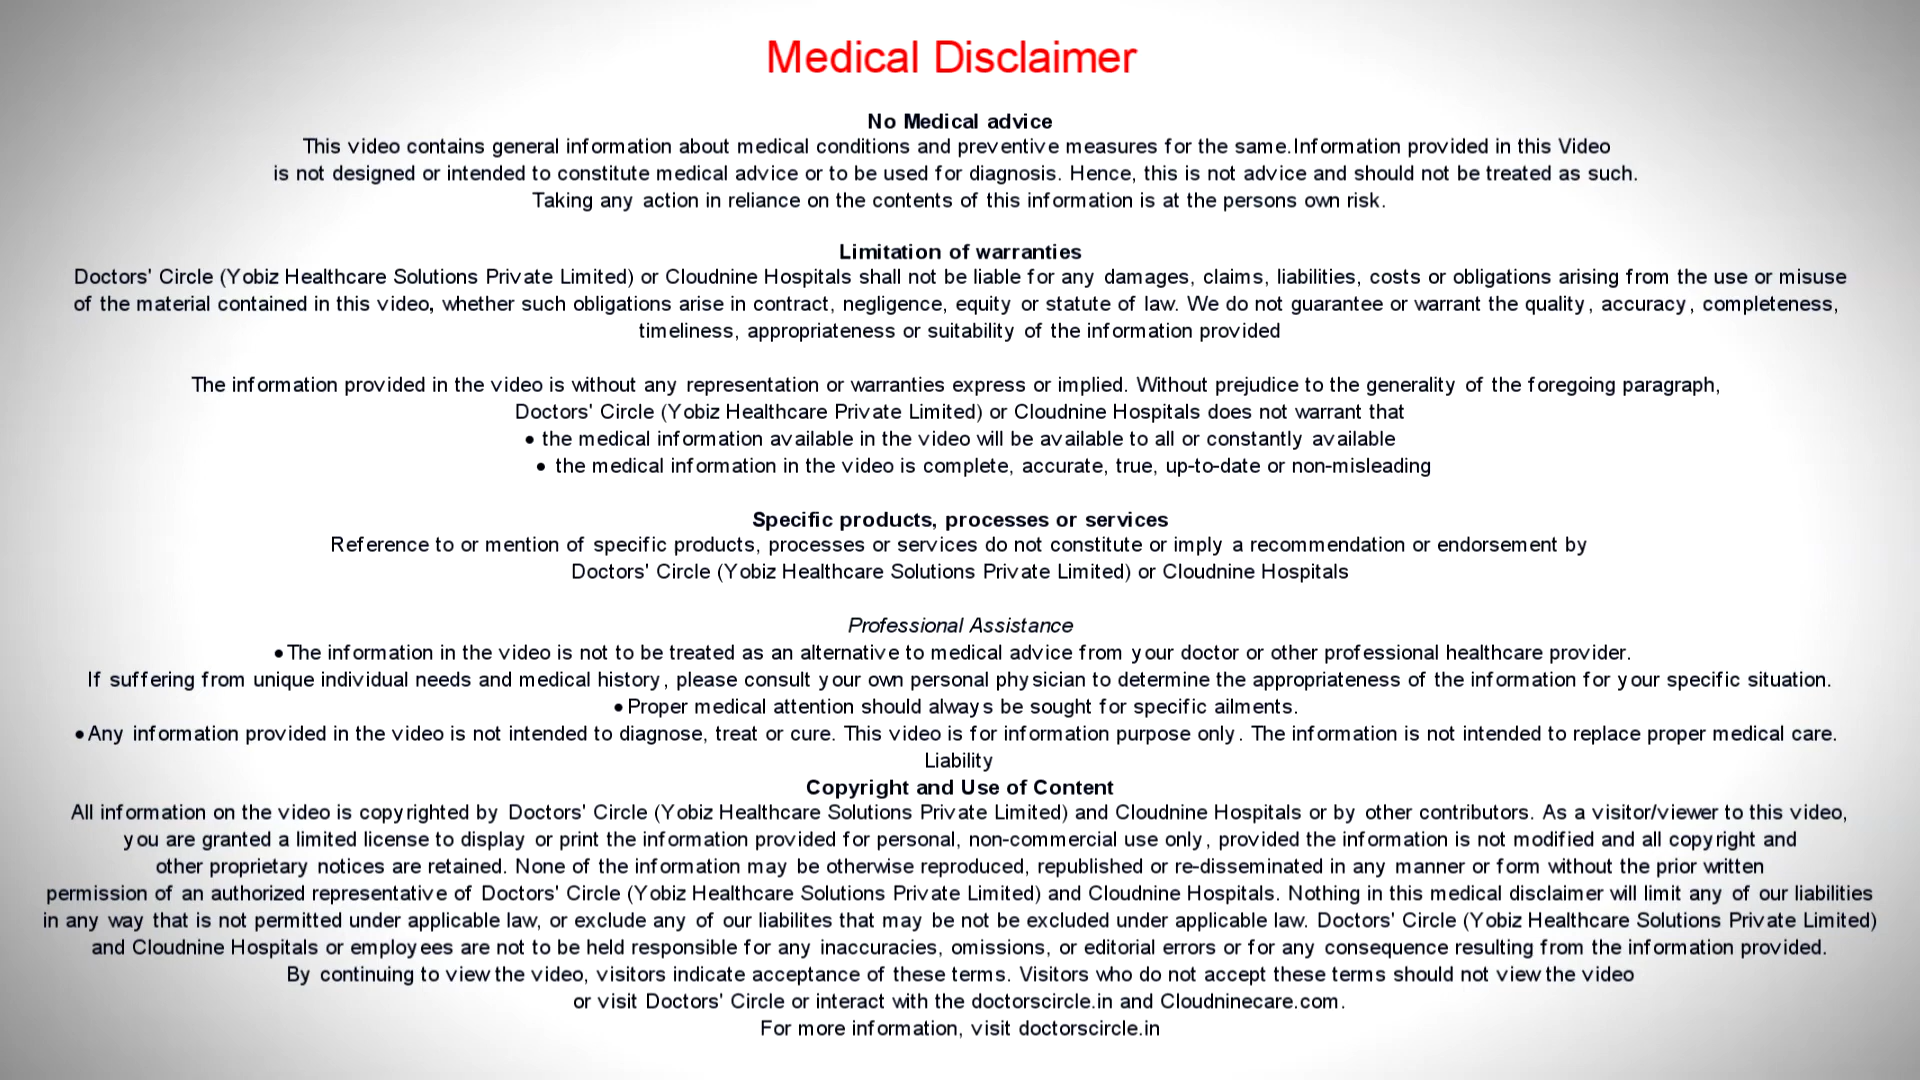 Medical Disclaimer
No Medical advice
This video contains general information about medical conditions and preventive measures for the same.Information provided in this Video
is not designed or intended to constitute medical advice or to be used for diagnosis. Hence, this is not advice and should not be treated as such.
Taking any action in reliance on the contents of this information is at the persons own risk.
Limitation of warranties
Doctors' Circle (Yobiz Healthcare Solutions Private Limited) or Cloudnine Hospitals shall not be liable for any damages, claims, liabilities, costs or obligations arising from the use or misuse
of the material contained in this video, whether such obligations arise in contract, negligence, equity or statute of law. We do not guarantee or warrant the quality, accuracy, completeness,
timeliness, appropriateness or suitability of the information provided
The information provided in the video is without any representation or warranties express or implied. Without prejudice to the generality of the foregoing paragraph,
Doctors' Circle (Yobiz Healthcare Private Limited) or Cloudnine Hospitals does not warrant that
• the medical information available in the video will be available to all or constantly available
• the medical information in the video is complete, accurate, true, up-to-date or non-misleading
Specific products, processes or services
Reference to or mention of specific products, processes or services do not constitute or imply a recommendation or endorsement by
Doctors' Circle (Yobiz Healthcare Solutions Private Limited) or Cloudnine Hospitals
Professional Assistance
•The information in the video is not to be treated as an alternative to medical advice from your doctor or other professional healthcare provider.
If suffering from unique individual needs and medical history, please consult your own personal physician to determine the appropriateness of the information for your specific situation.
•Proper medical attention should always be sought for specific ailments.
•Any information provided in the video is not intended to diagnose, treat or cure. This video is for information purpose only. The information is not intended to replace proper medical care.
Liability
Copyright and Use of Content
All information on the video is copyrighted by Doctors' Circle (Yobiz Healthcare Solutions Private Limited) and Cloudnine Hospitals or by other contributors. As a visitor/viewer to this video,
you are granted a limited license to display or print the information provided for personal, non-commercial use only, provided the information is not modified and all copyright and
other proprietary notices are retained. None of the information may be otherwise reproduced, republished or re-disseminated in any manner or form without the prior written
permission of an authorized representative of Doctors' Circle (Yobiz Healthcare Solutions Private Limited) and Cloudnine Hospitals. Nothing in this medical disclaimer will limit any of our liabilities
in any way that is not permitted under applicable law, or exclude any of our liabilites that may be not be excluded under applicable law. Doctors' Circle (Yobiz Healthcare Solutions Private Limited)
and Cloudnine Hospitals or employees are not to be held responsible for any inaccuracies, omissions, or editorial errors or for any consequence resulting from the information provided.
By continuing to view the video, visitors indicate acceptance of these terms. Visitors who do not accept these terms should not view the video
or visit Doctors' Circle or interact with the doctorscircle.in and Cloudninecare.com.
For more information, visit doctorscircle.in